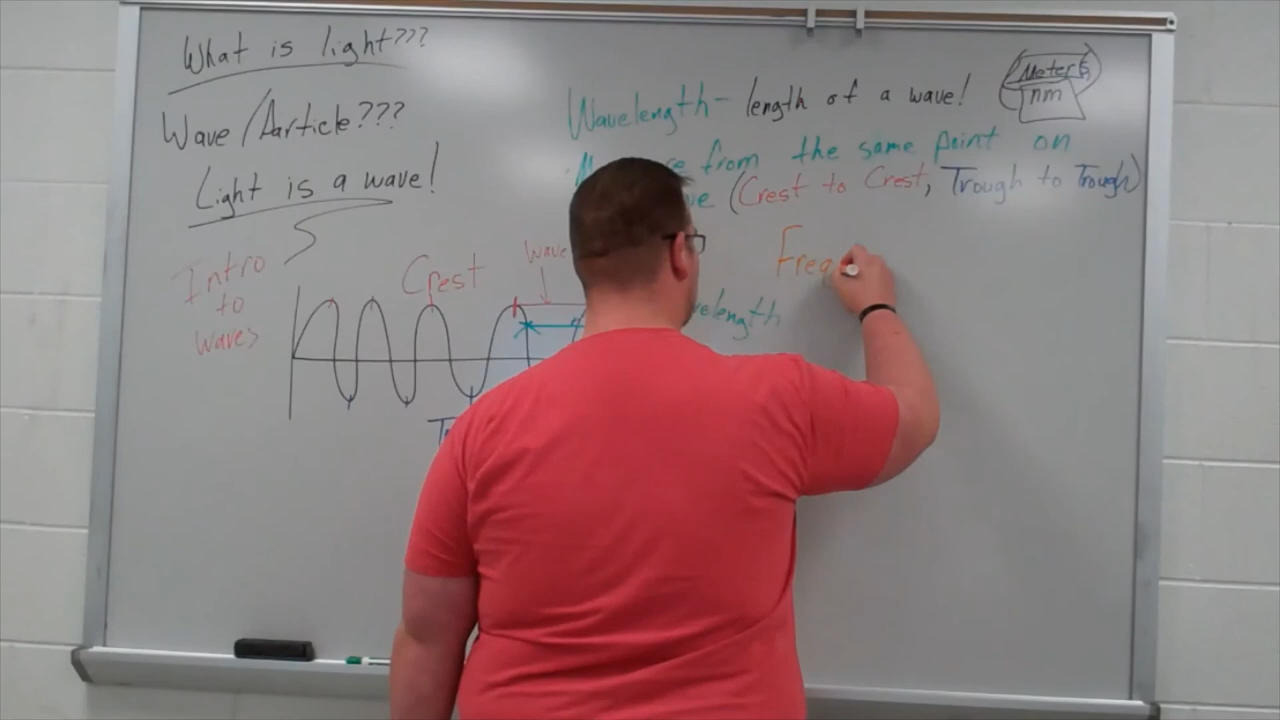 What is light???
Wave/Particle???
Light is a wave!
Intro
to
waves
Crest
wave
Wavelength - length of a wave!
Meters
nm
from the same point on
(Crest to Crest, Trough to Trough)
Freq